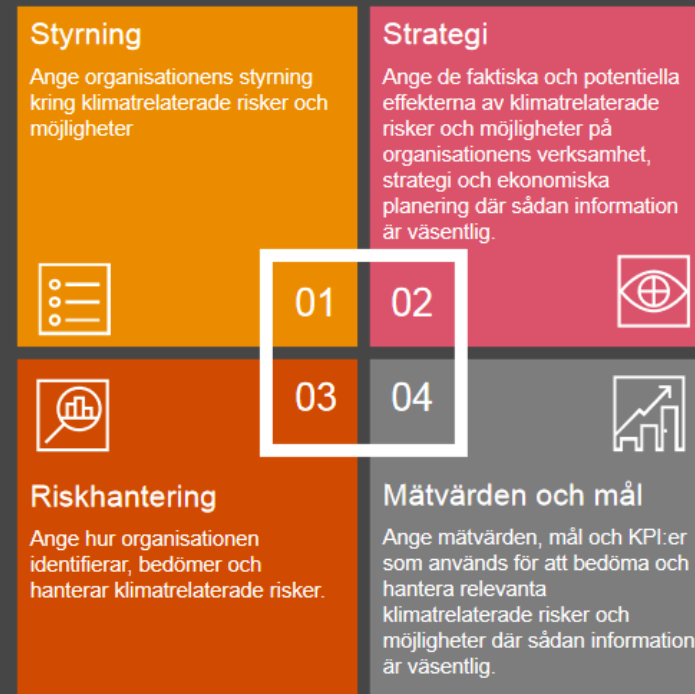 Styrning
Ange organisationens styrning
kring klimatrelaterade risker och
möjligheter
01
Strategi
Ange de faktiska och potentiella
effekterna av klimatrelaterade
risker och möjligheter på
organisationens verksamhet,
strategi och ekonomiska
planering där sådan information
är väsentlig.
02
03
Riskhantering
Ange hur organisationen
identifierar, bedömer och
hanterar klimatrelaterade risker.
04
Mätvärden och mål
Ange mätvärden, mål och KPI:er
som används för att bedöma och
hantera relevanta
klimatrelaterade risker och
möjligheter där sådan information
är väsentlig.